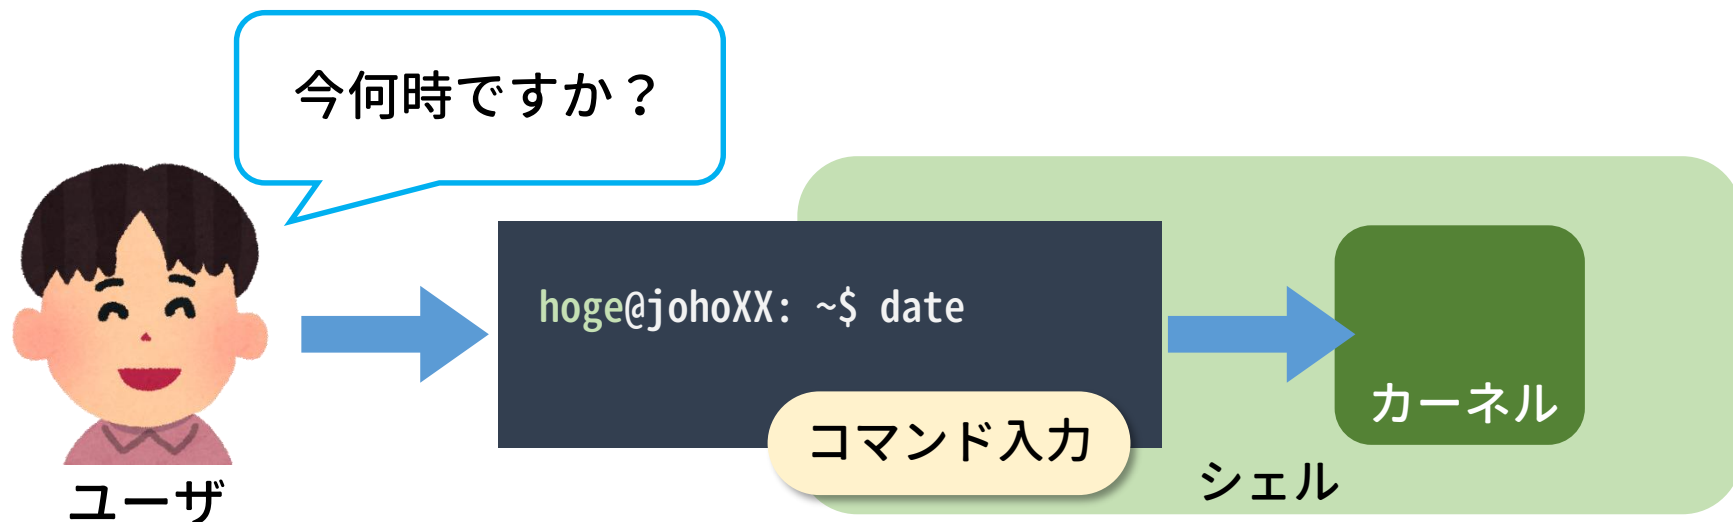 今何時ですか？
hoge@johoXX: ~$ date
コマンド入力
カーネル
シェル
ユーザ